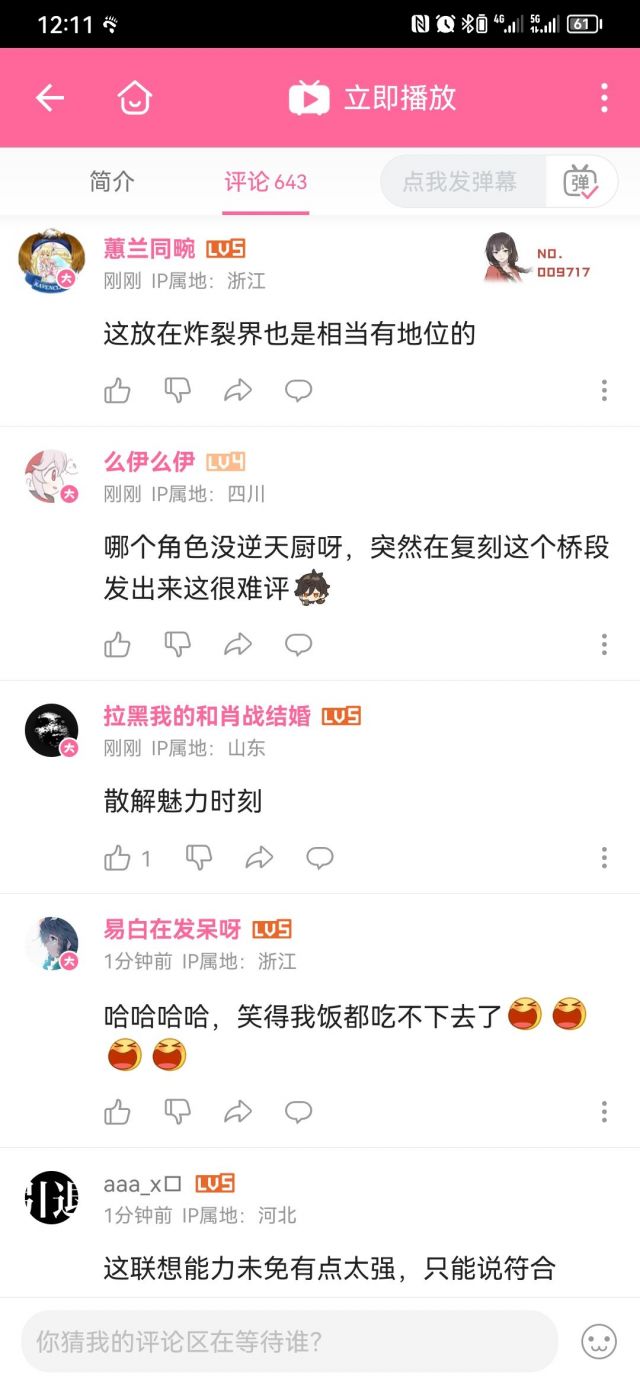 12:11
4G
5G
61
立即播放
简介
评论 643
点我发弹幕
弹
蕙兰同畹 LV5
NO.
009717
刚刚 IP属地：浙江
这放在炸裂界也是相当有地位的
么伊么伊 LV4
大
刚刚 IP属地：四川
哪个角色没逆天厨呀，突然在复刻这个桥段
发出来这很难评
拉黑我的和肖战结婚 LV5
大
刚刚 IP属地：山东
散解魅力时刻
1
易白在发呆呀 LV5
大
1分钟前 IP属地：浙江
哈哈哈哈，笑得我饭都吃不下去了
aaa_x□ LV5
1分钟前 IP属地：河北
这联想能力未免有点太强，只能说符合
你猜我的评论区在等待谁？